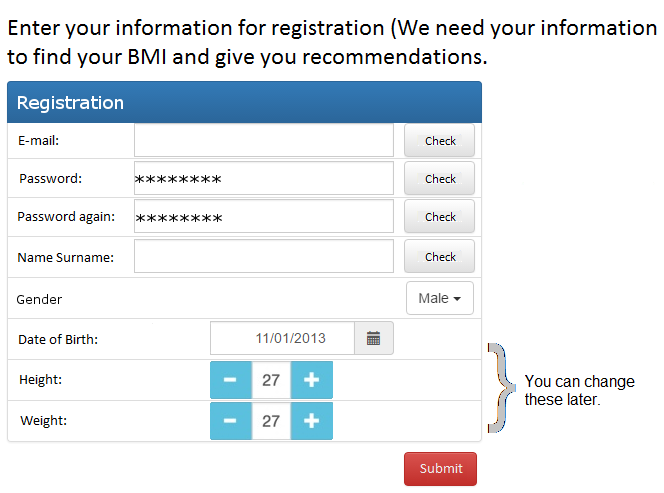 Enter your information for registration (We need your information
to find your BMI and give you recommendations.
Registration
E-mail: Check
Password: ******** Check
Password again: ******** Check
Name Surname: Check
Gender Male
Date of Birth: 11/01/2013
Height: - 27 +
Weight: - 27 +
You can change
these later.
Submit